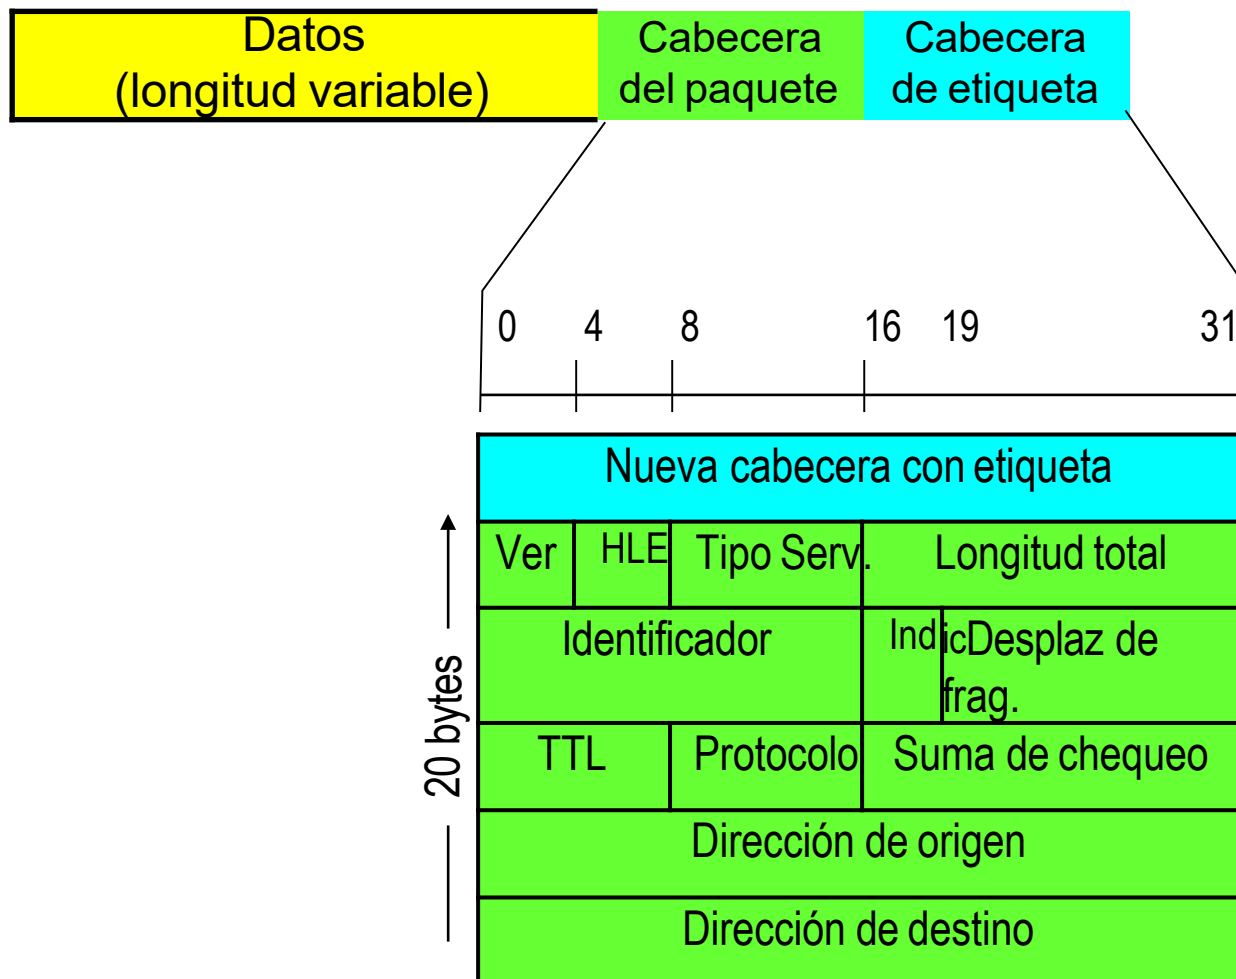 Datos
(longitud variable)
Cabecera
del paquete
Cabecera
de etiqueta
0 4 8 16 19 31
Nueva cabecera con etiqueta
Ver HLE Tipo Serv. Longitud total
Identificador Indic Desplaz de
frag.
TTL Protocolo Suma de chequeo
Dirección de origen
Dirección de destino
20 bytes